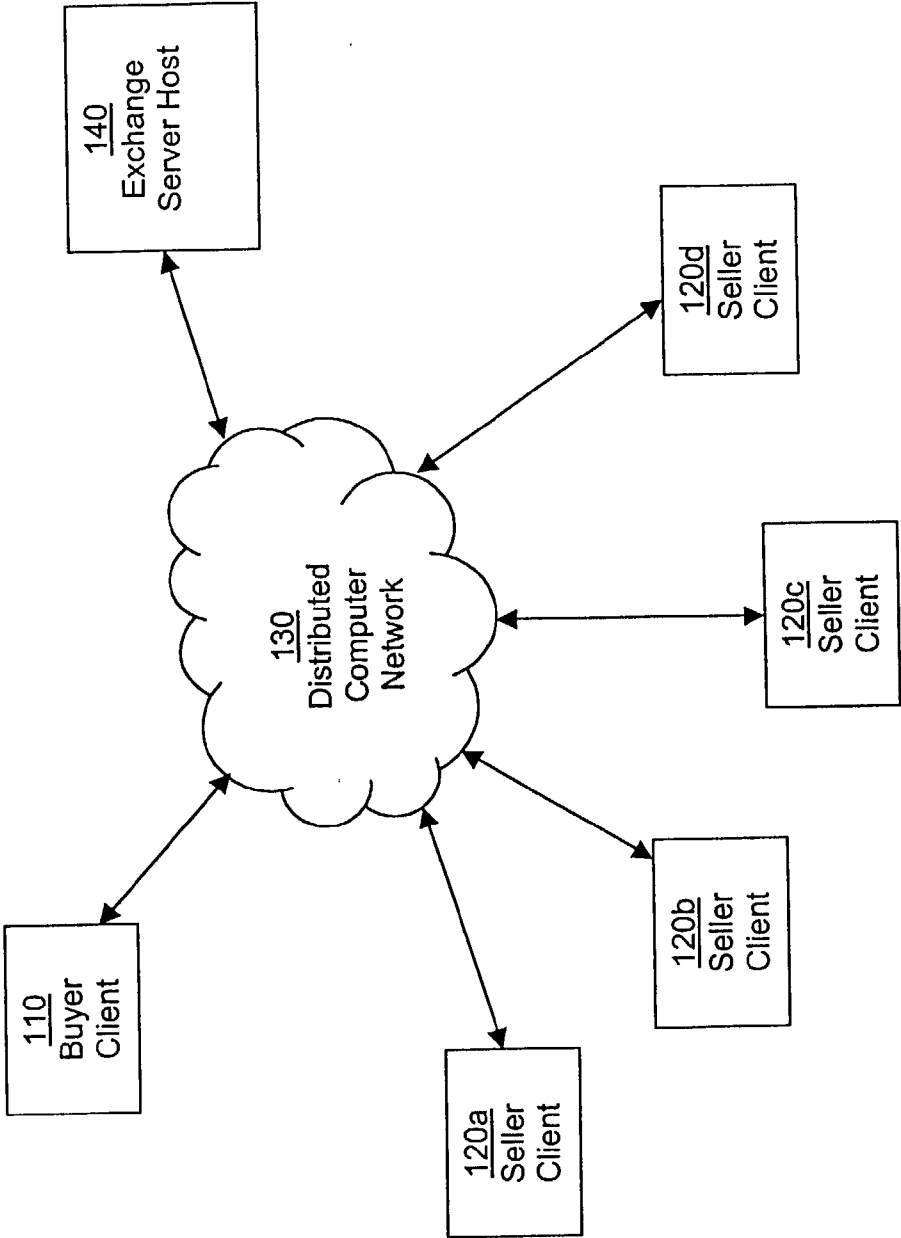 110
Buyer
Client
140
Exchange
Server Host
130
Distributed
Computer
Network
120a
Seller
Client
120b
Seller
Client
120c
Seller
Client
120d
Seller
Client